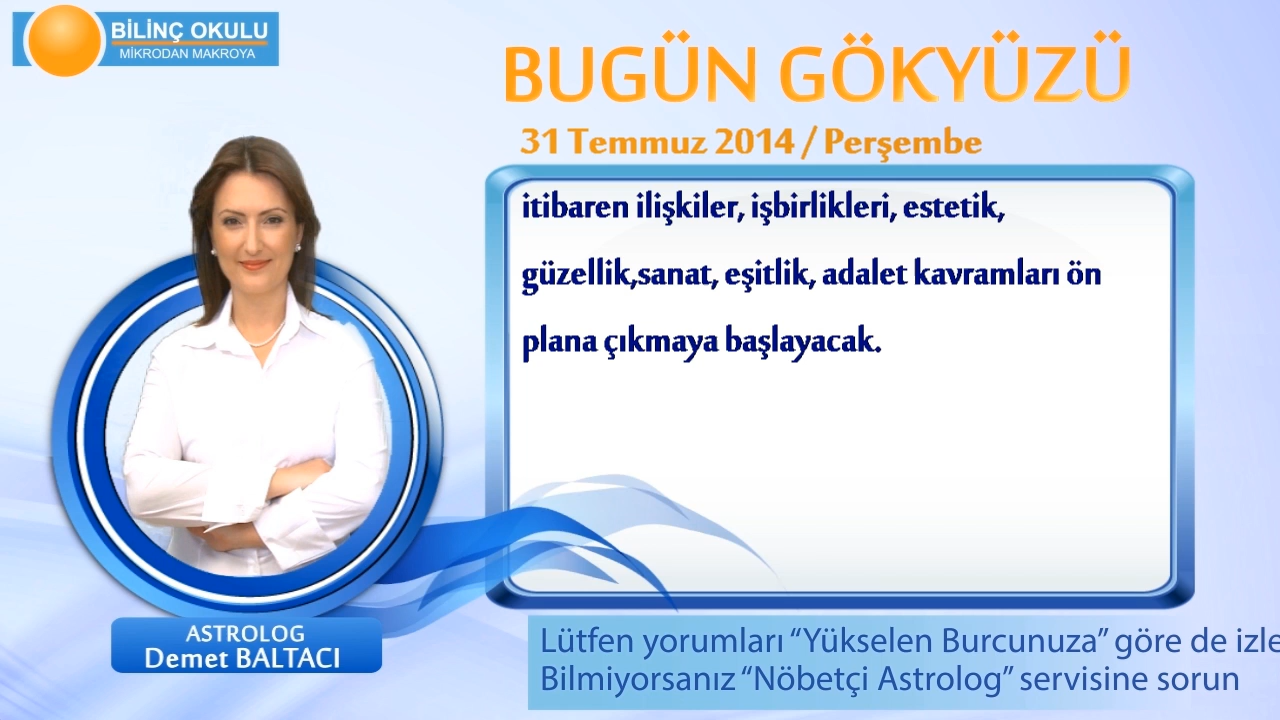 BİLİNÇ OKULU
MİKRODAN MAKROYA
BUGÜN GÖKYÜZÜ
31 Temmuz 2014 / Perşembe
itibaren ilişkiler, işbirlikleri, estetik,
güzellik,sanat, eşitlik, adalet kavramları ön
plana çıkmaya başlayacak.
ASTROLOG
Demet BALTACI
Lütfen yorumları “Yükselen Burcunuza” göre de izle
Bilmiyorsanız “Nöbetçi Astrolog” servisine sorun